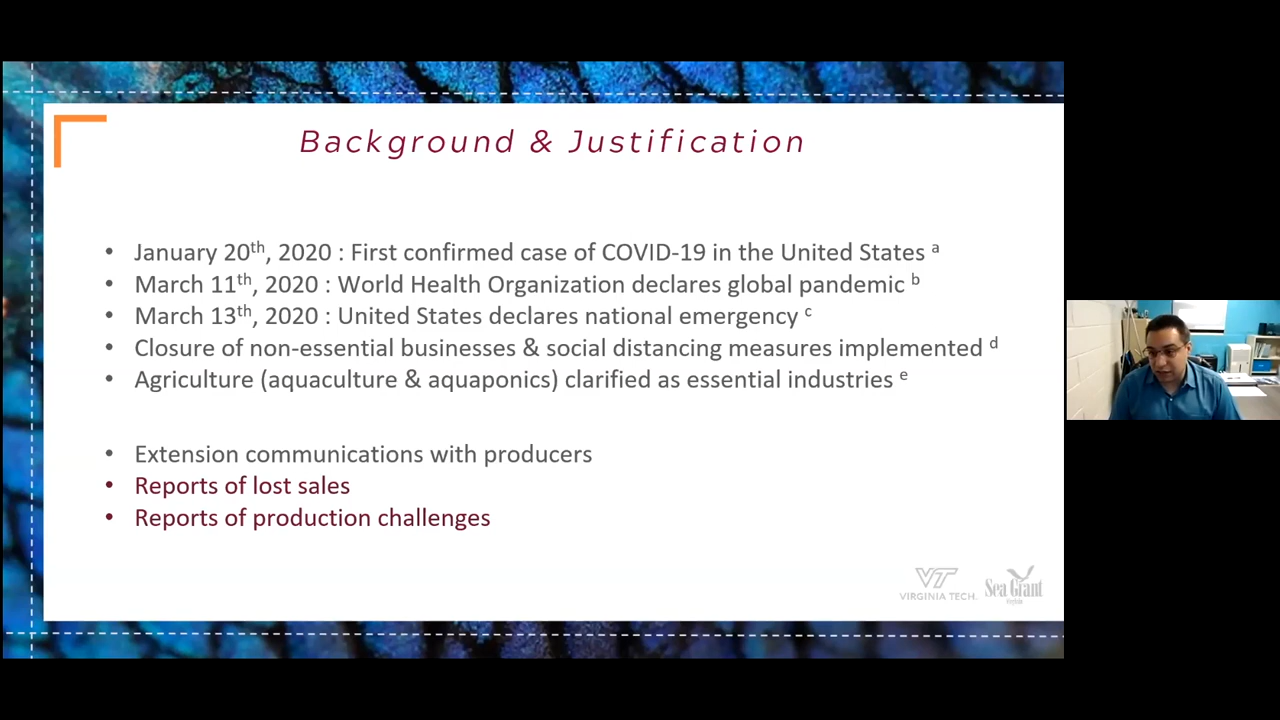 Background & Justification
• January 20th, 2020 : First confirmed case of COVID-19 in the United States a
• March 11th, 2020 : World Health Organization declares global pandemic b
• March 13th, 2020 : United States declares national emergency c
• Closure of non-essential businesses & social distancing measures implemented d
• Agriculture (aquaculture & aquaponics) clarified as essential industries e
• Extension communications with producers
• Reports of lost sales
• Reports of production challenges
VT
VIRGINIA TECH.
Sea Grant
Virginia